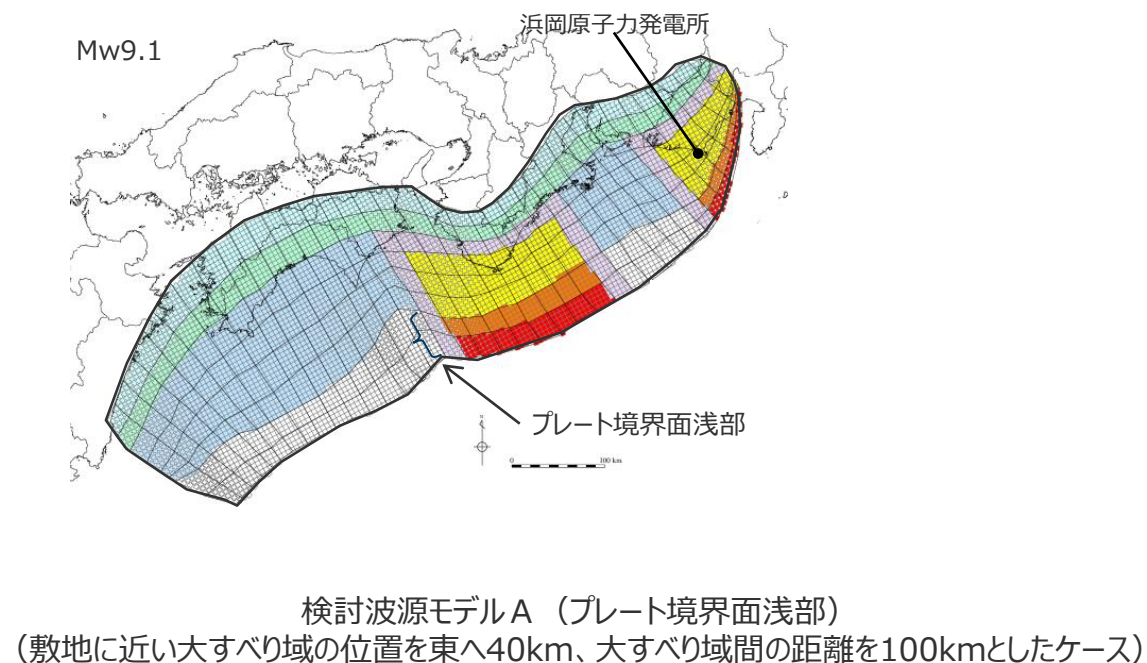 浜岡原子力発電所
Mw9.1
プレート境界面浅部
N
0 100 km
検討波源モデルA （プレート境界面浅部）
（敷地に近い大すべり域の位置を東へ40km、大すべり域間の距離を100kmとしたケース）